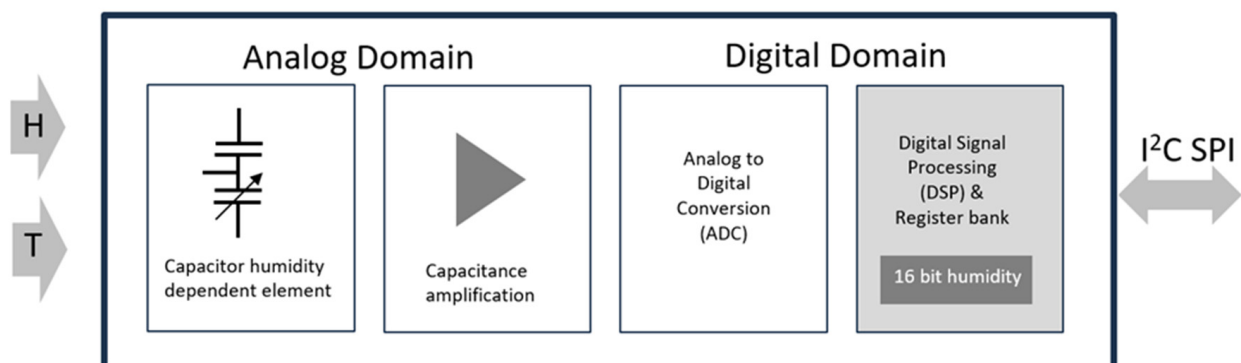 Analog Domain
Digital Domain
H
T
Capacitor humidity
dependent element
Capacitance
amplification
Analog to
Digital
Conversion
(ADC)
Digital Signal
Processing
(DSP) &
Register bank
16 bit humidity
I²C SPI